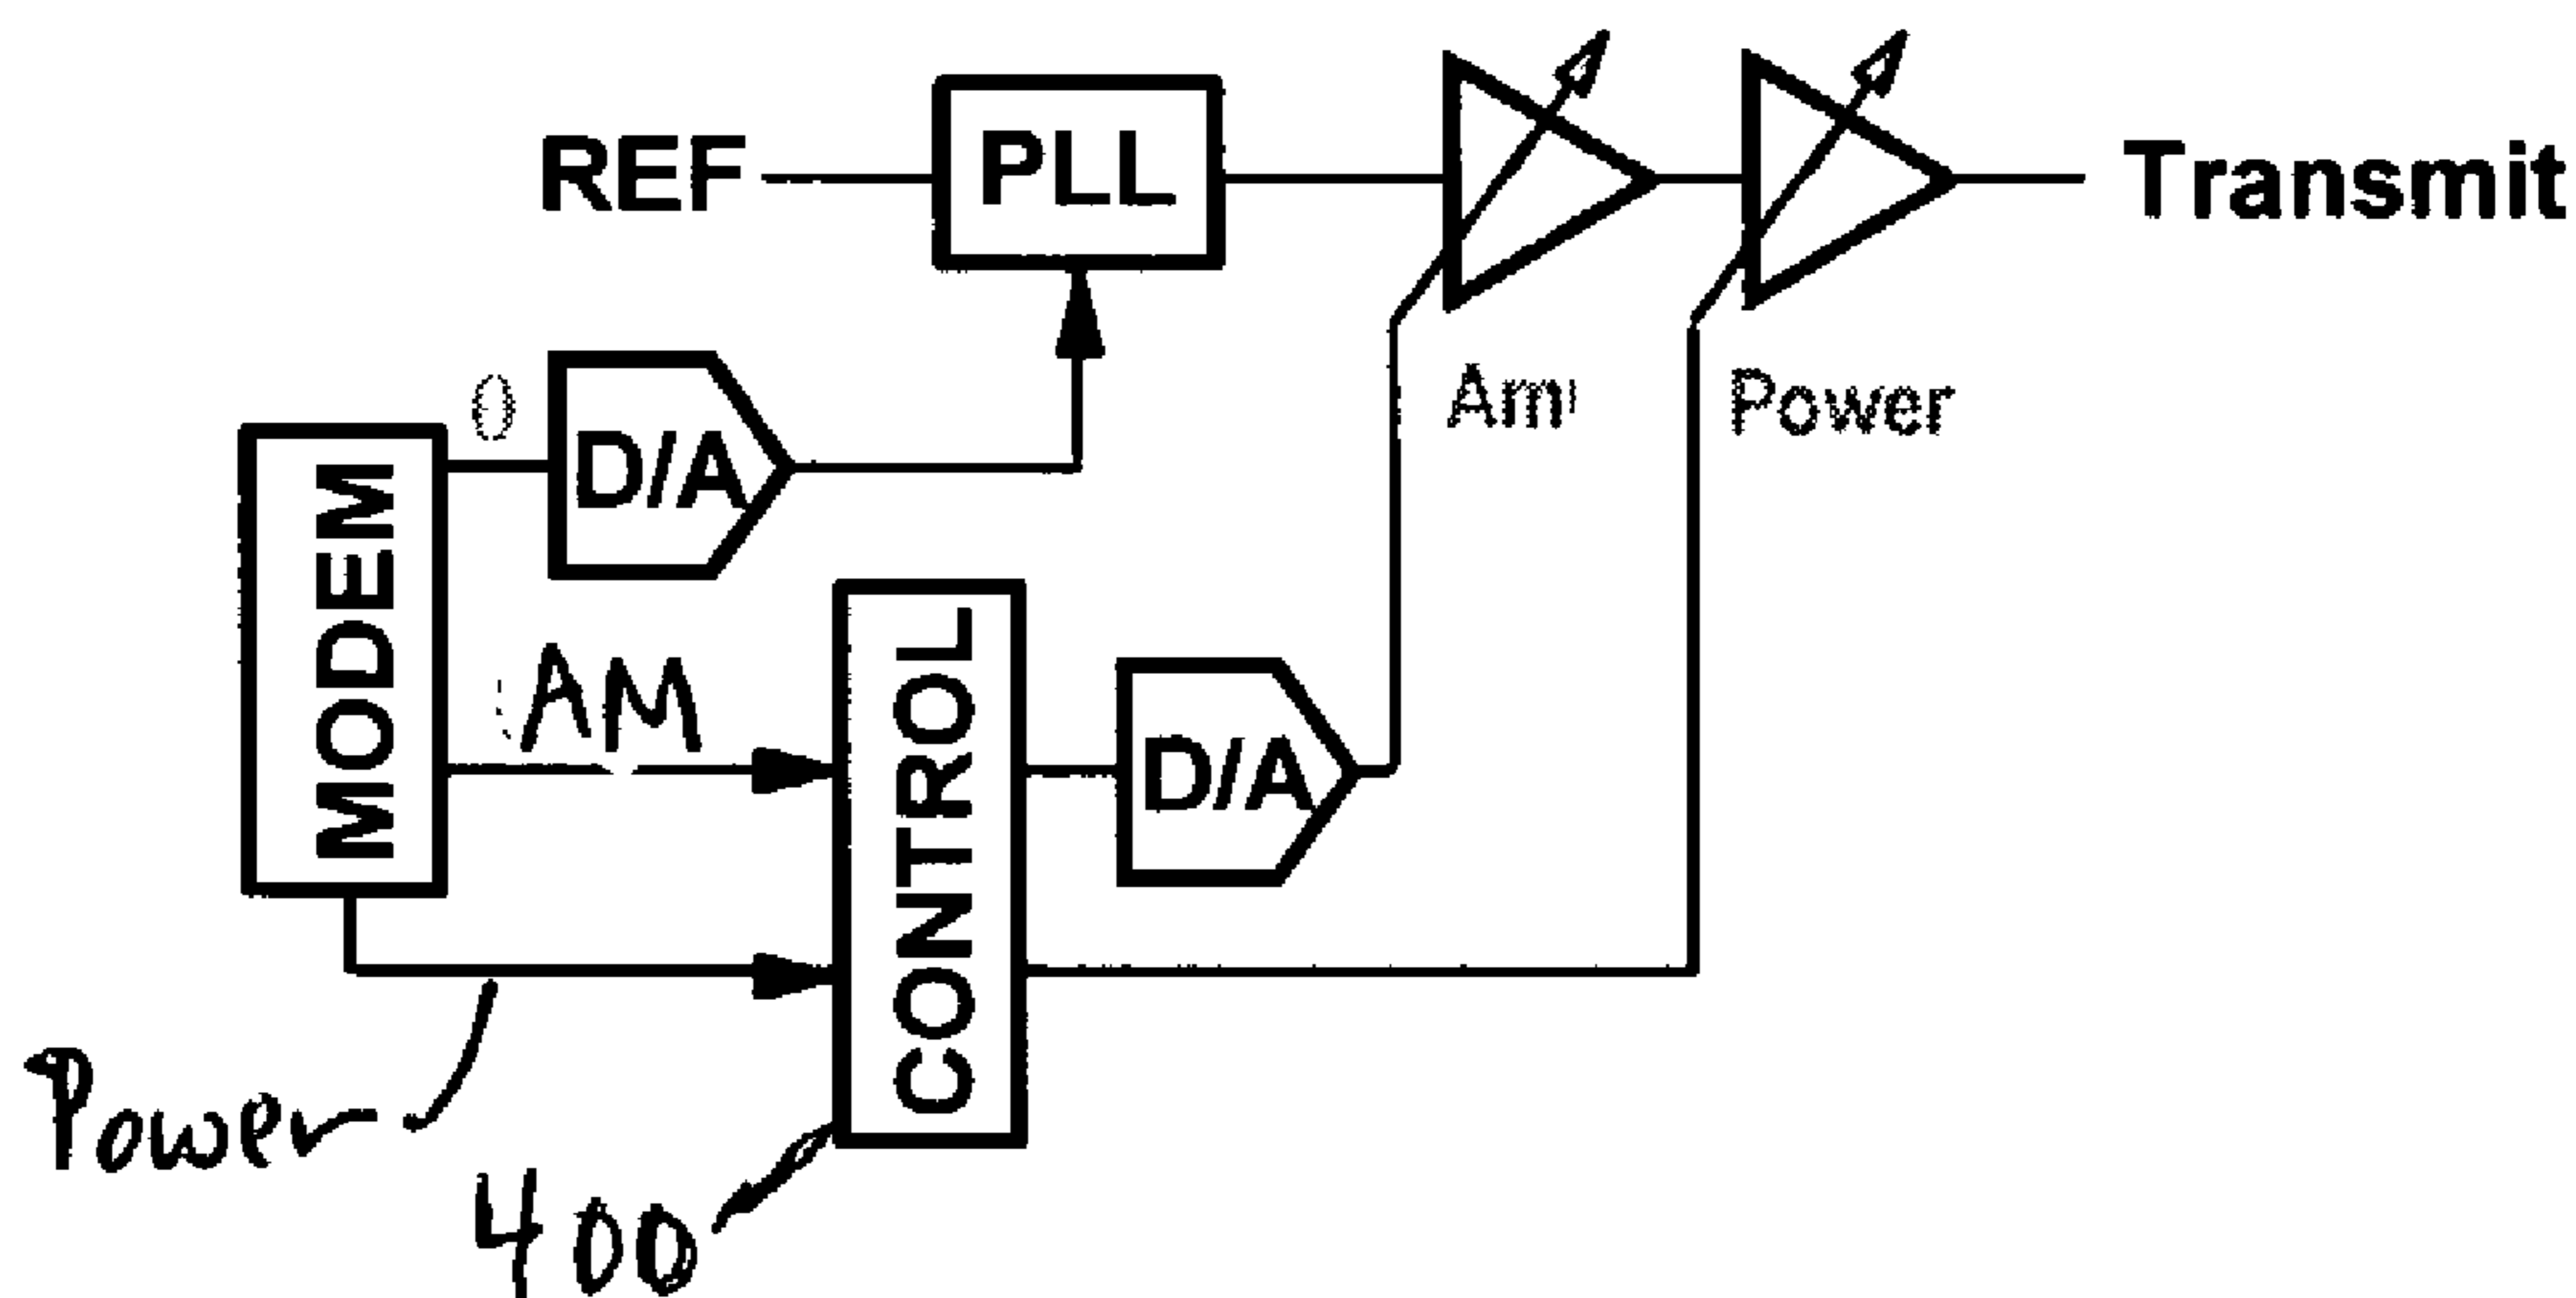 REF
PLL
Transmit
Am
Power
D/A
MODEM
AM
CONTROL
D/A
Power
400